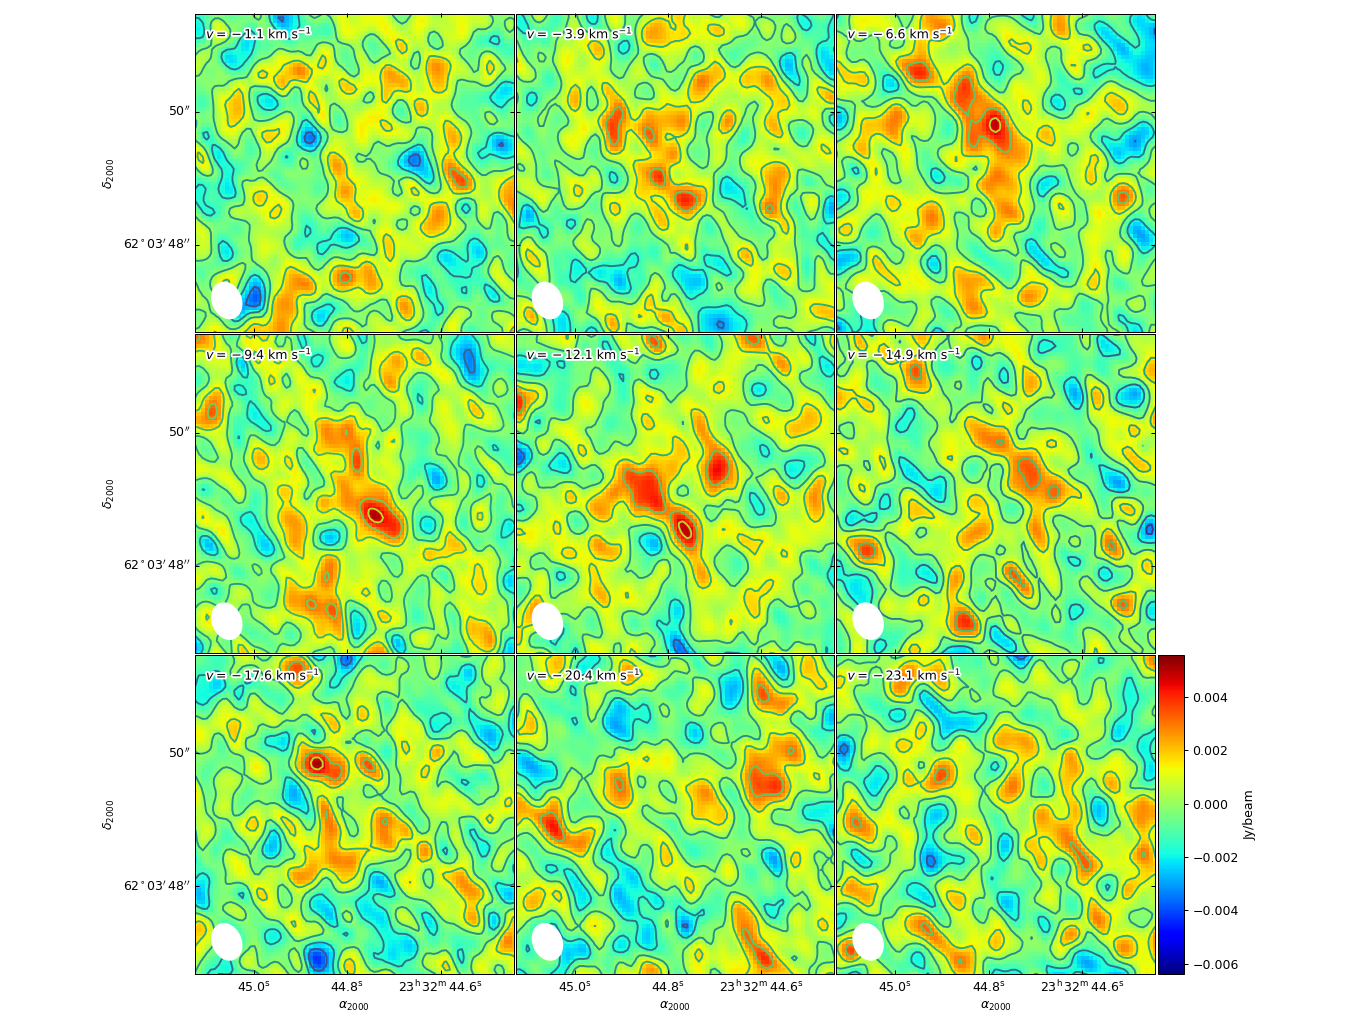 v = −1.1 km s⁻¹
v = −3.9 km s⁻¹
v = −6.6 km s⁻¹
50″
δ2000
62°03′48″
v = −9.4 km s⁻¹
v = −12.1 km s⁻¹
v = −14.9 km s⁻¹
50″
δ2000
62°03′48″
v = −17.6 km s⁻¹
v = −20.4 km s⁻¹
v = −23.1 km s⁻¹
50″
δ2000
62°03′48″
0.004
0.002
0.000
−0.002
−0.004
−0.006
Jy/beam
45.0ˢ 44.8ˢ 23ʰ32ᵐ44.6ˢ
45.0ˢ 44.8ˢ 23ʰ32ᵐ44.6ˢ
45.0ˢ 44.8ˢ 23ʰ32ᵐ44.6ˢ
α2000
α2000
α2000